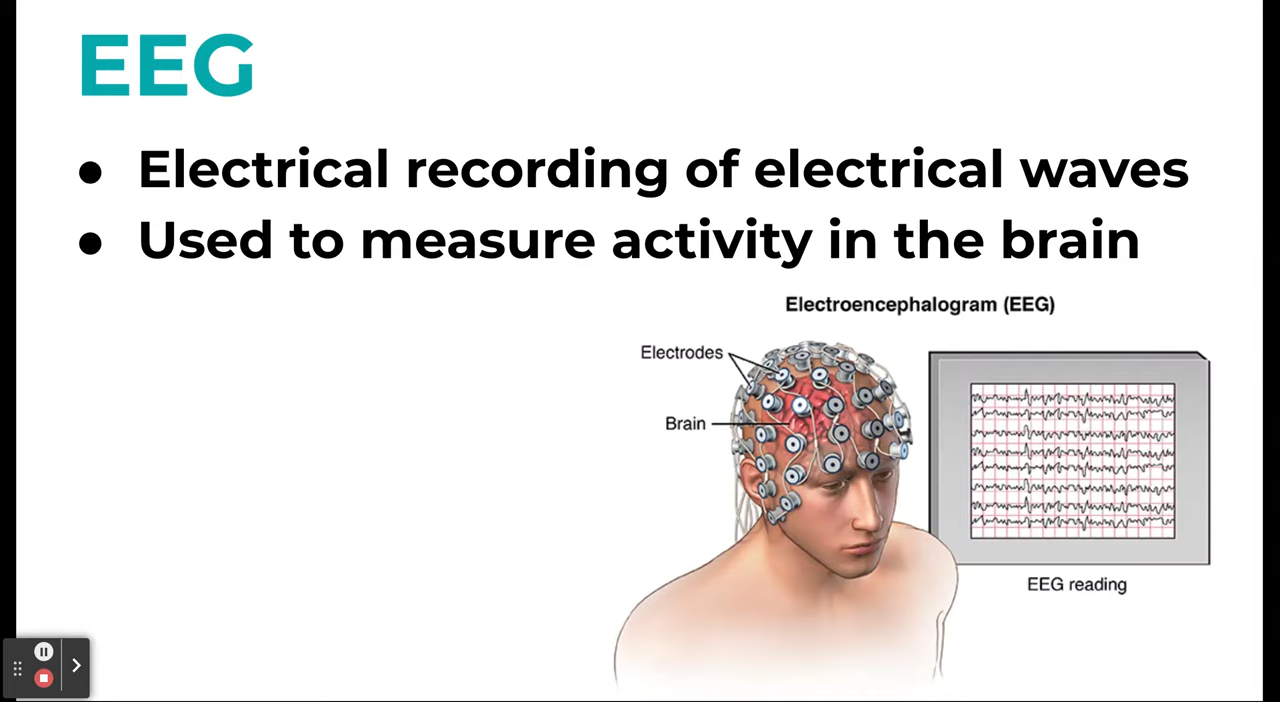 EEG
● Electrical recording of electrical waves
● Used to measure activity in the brain
Electroencephalogram (EEG)
Electrodes
Brain
EEG reading